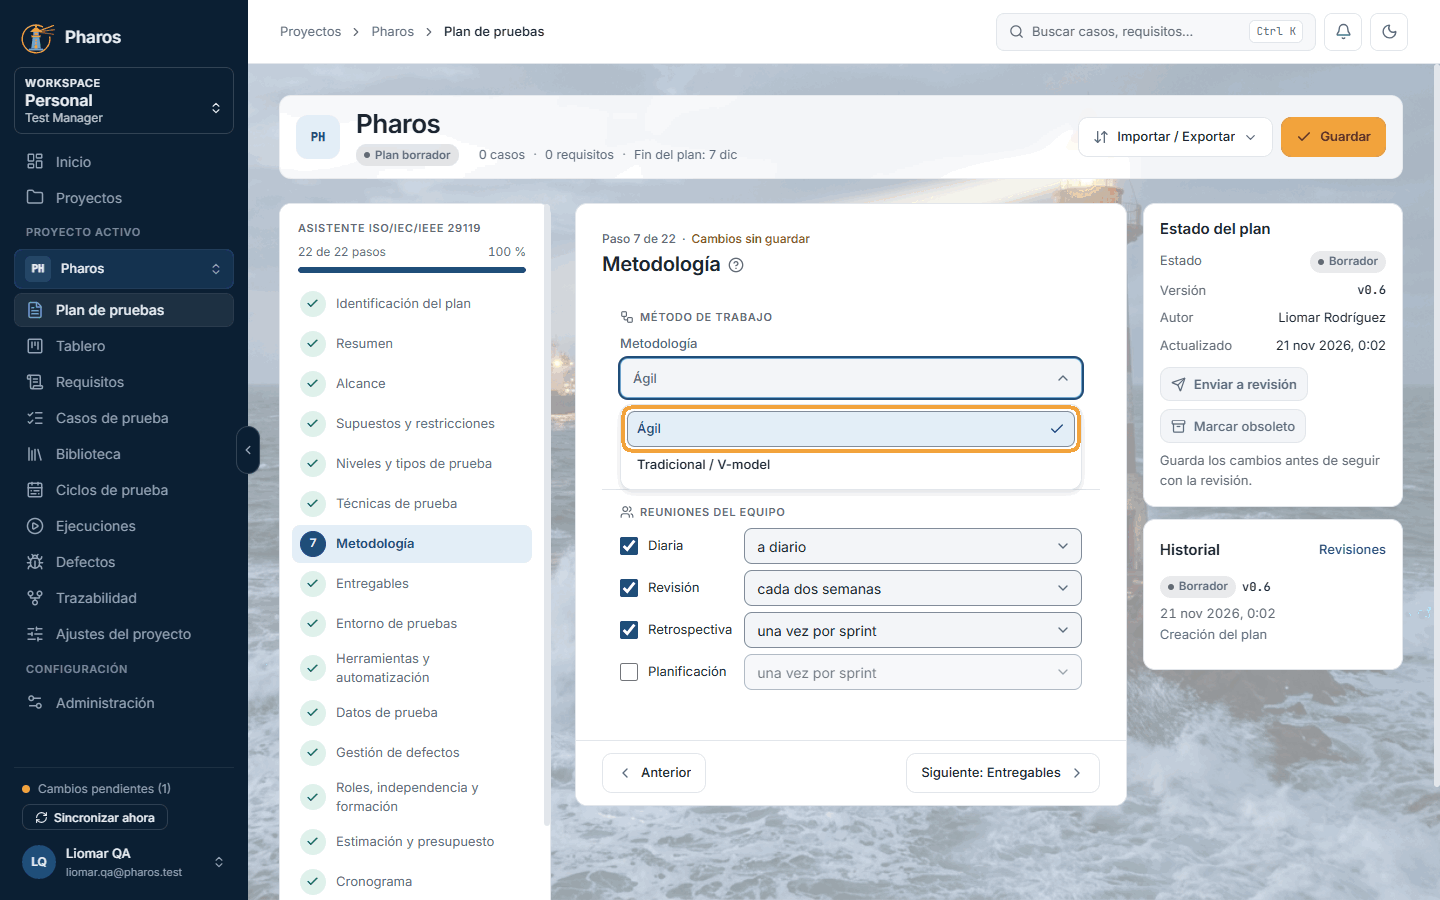 Pharos
WORKSPACE
Personal
Test Manager
Inicio
Proyectos
PROYECTO ACTIVO
PH Pharos
Plan de pruebas
Tablero
Requisitos
Casos de prueba
Biblioteca
Ciclos de prueba
Ejecuciones
Defectos
Trazabilidad
Ajustes del proyecto
CONFIGURACIÓN
Administración
Cambios pendientes (1)
Sincronizar ahora
LQ
Liomar QA
liomar.qa@pharos.test
Proyectos > Pharos > Plan de pruebas
Buscar casos, requisitos... Ctrl K
PH
Pharos
Plan borrador 0 casos · 0 requisitos · Fin del plan: 7 dic
Importar / Exportar
Guardar
ASISTENTE ISO/IEC/IEEE 29119
22 de 22 pasos 100 %
Identificación del plan
Resumen
Alcance
Supuestos y restricciones
Niveles y tipos de prueba
Técnicas de prueba
7 Metodología
Entregables
Entorno de pruebas
Herramientas y
automatización
Datos de prueba
Gestión de defectos
Roles, independencia y
formación
Estimación y presupuesto
Cronograma
Paso 7 de 22 · Cambios sin guardar
Metodología
MÉTODO DE TRABAJO
Metodología
Ágil
Ágil
Tradicional / V-model
REUNIONES DEL EQUIPO
Diaria a diario
Revisión cada dos semanas
Retrospectiva una vez por sprint
Planificación una vez por sprint
Anterior
Siguiente: Entregables
Estado del plan
Estado Borrador
Versión v0.6
Autor Liomar Rodríguez
Actualizado 21 nov 2026, 0:02
Enviar a revisión
Marcar obsoleto
Guarda los cambios antes de seguir
con la revisión.
Historial Revisiones
Borrador v0.6
21 nov 2026, 0:02
Creación del plan